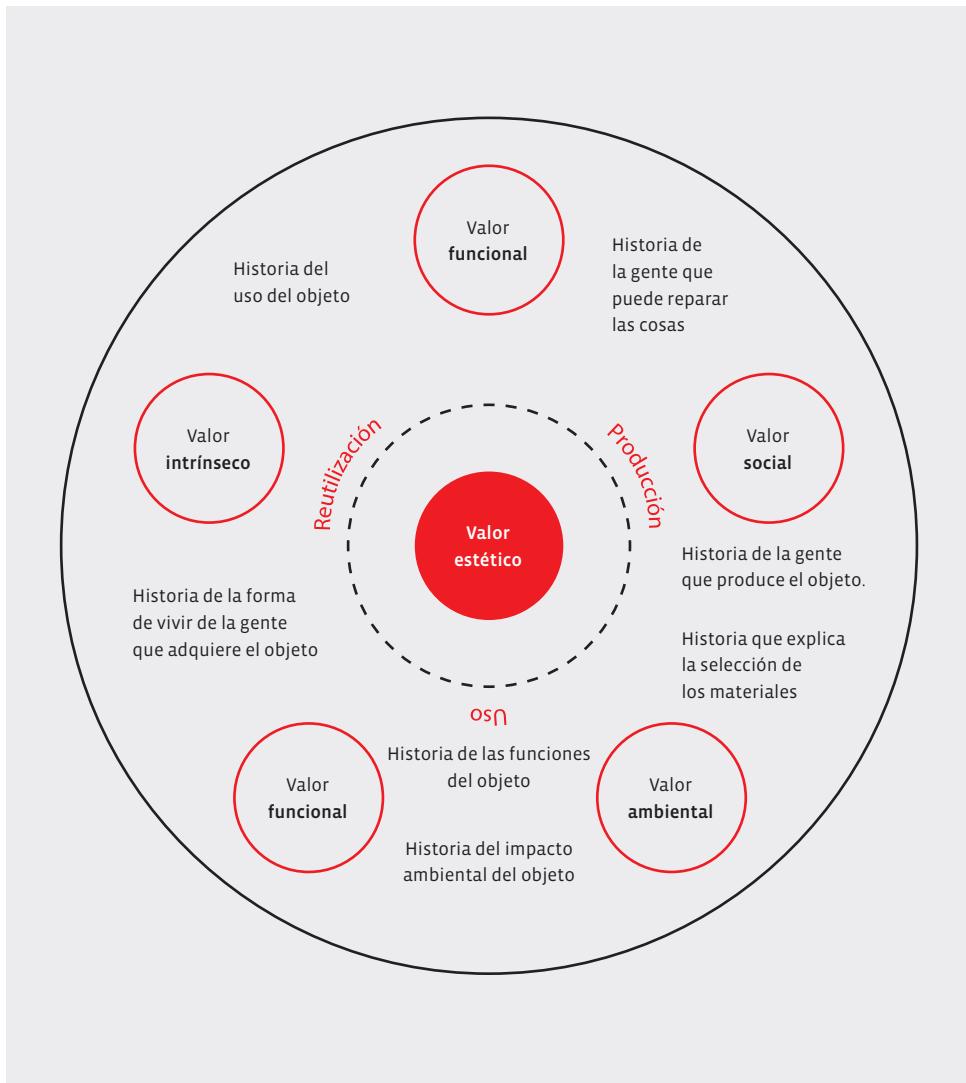 Valor
funcional
Historia de
la gente que
puede reparar
las cosas
Historia del
uso del objeto
Valor
intrínseco
Reutilización
Producción
Valor
social
Valor
estético
Historia de la gente
que produce el objeto.
Historia de la forma
de vivir de la gente
que adquiere el objeto
Historia que explica
la selección de
los materiales
Uso
Historia de las funciones
del objeto
Valor
funcional
Valor
ambiental
Historia del impacto
ambiental del objeto